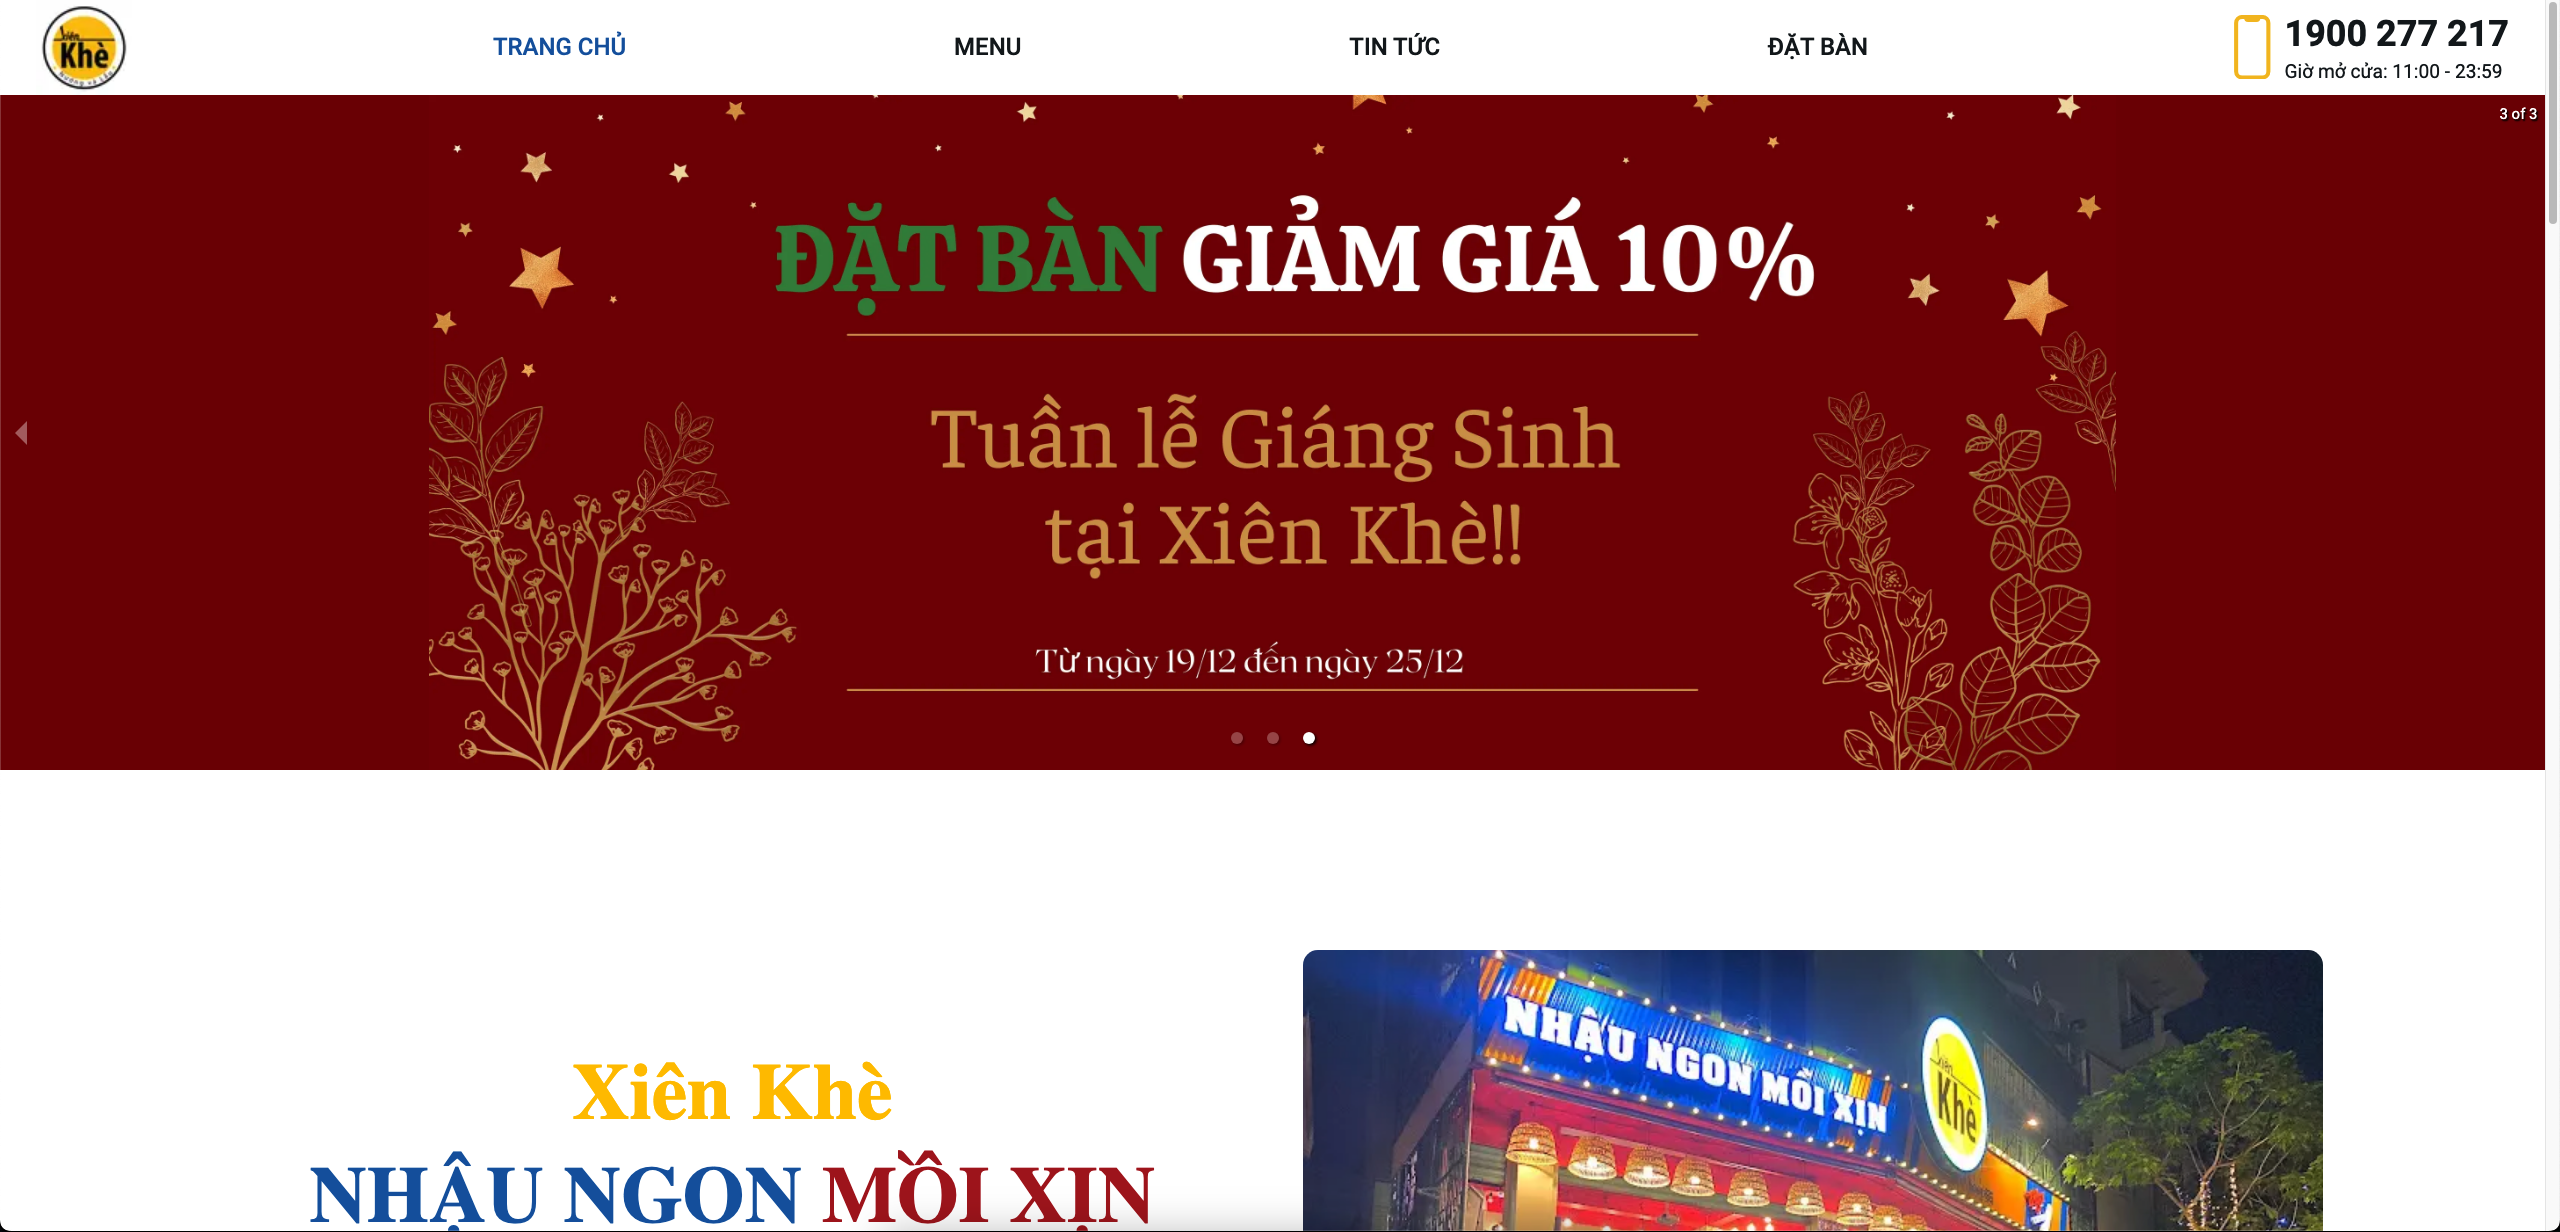 Xiên
Khè
TRANG CHỦ
MENU
TIN TỨC
ĐẶT BÀN
1900 277 217
Giờ mở cửa: 11:00 - 23:59
3 of 3
ĐẶT BÀN GIẢM GIÁ 10%
Tuần lễ Giáng Sinh
tại Xiên Khè!!
Từ ngày 19/12 đến ngày 25/12
Xiên Khè
NHẬU NGON MỒI XỊN
NHẬU NGON MỒI XỊN
Xiên
Khè